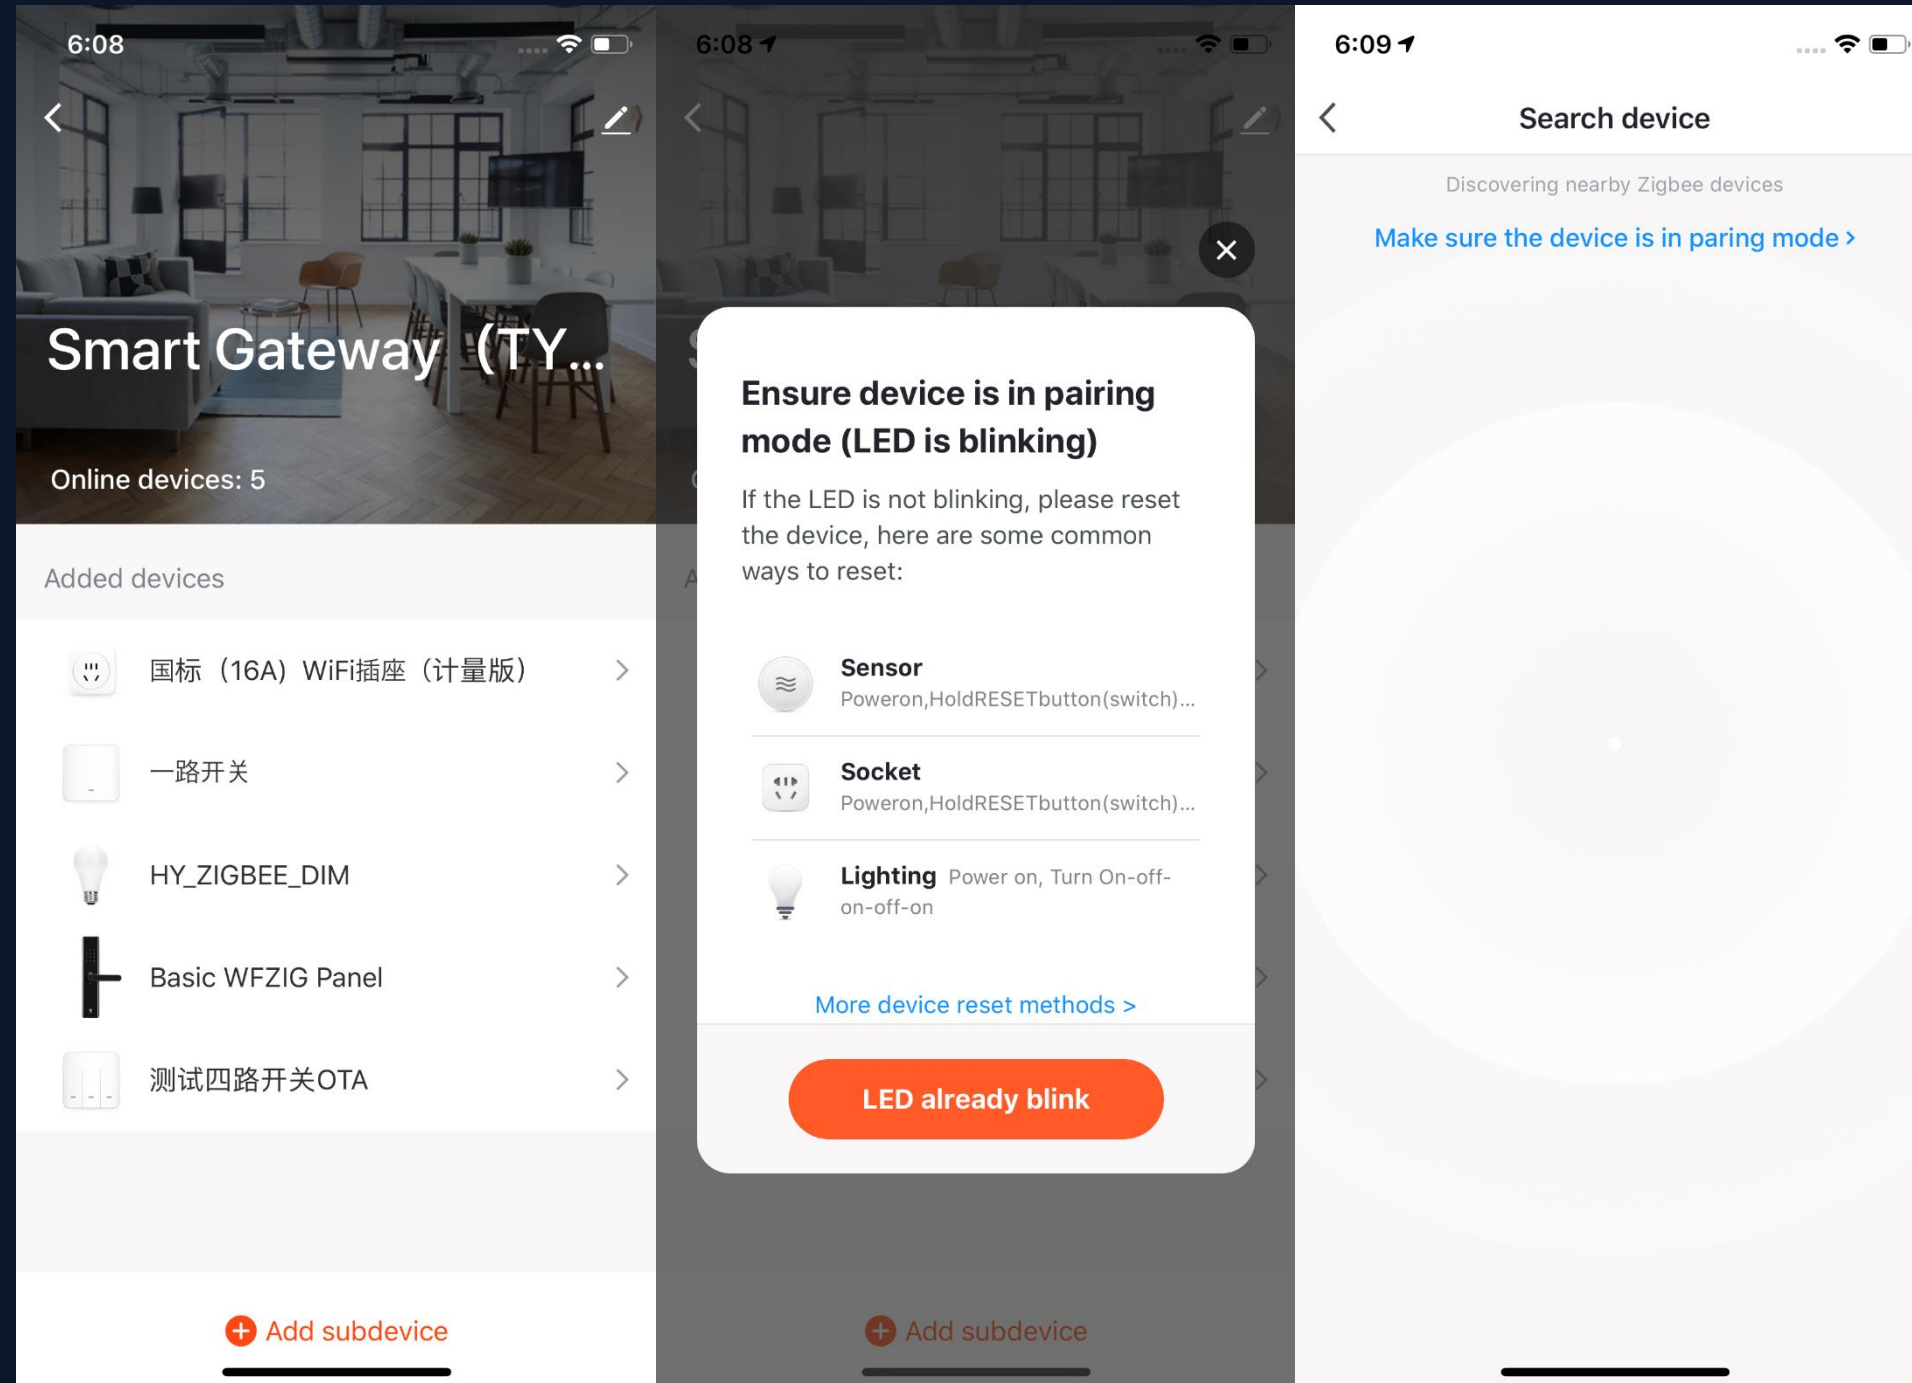 6:08
Smart Gateway（TY...
Online devices: 5
Added devices
国标（16A）WiFi插座（计量版）
一路开关
HY_ZIGBEE_DIM
Basic WFZIG Panel
测试四路开关OTA
Add subdevice
6:08
Ensure device is in pairing
mode (LED is blinking)
If the LED is not blinking, please reset
the device, here are some common
ways to reset:
Sensor
Poweron,HoldRESETbutton(switch)...
Socket
Poweron,HoldRESETbutton(switch)...
Lighting Power on, Turn On-off-
on-off-on
More device reset methods >
LED already blink
Add subdevice
6:09
Search device
Discovering nearby Zigbee devices
Make sure the device is in paring mode >